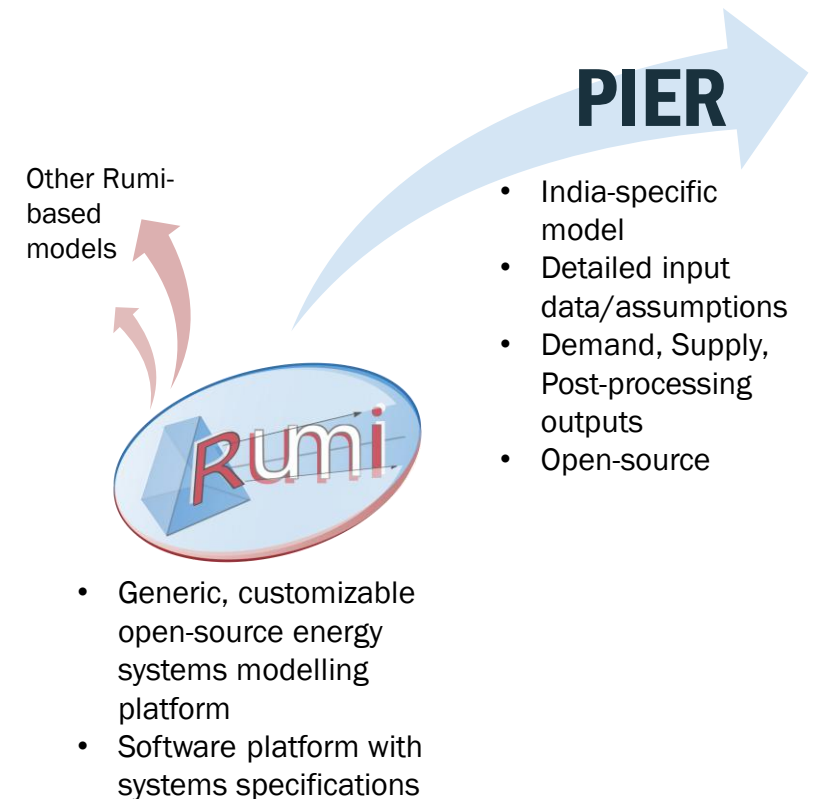 PIER
Other Rumi-
based
models
• India-specific
model
• Detailed input
data/assumptions
• Demand, Supply,
Post-processing
outputs
• Open-source
Rumi
• Generic, customizable
open-source energy
systems modelling
platform
• Software platform with
systems specifications